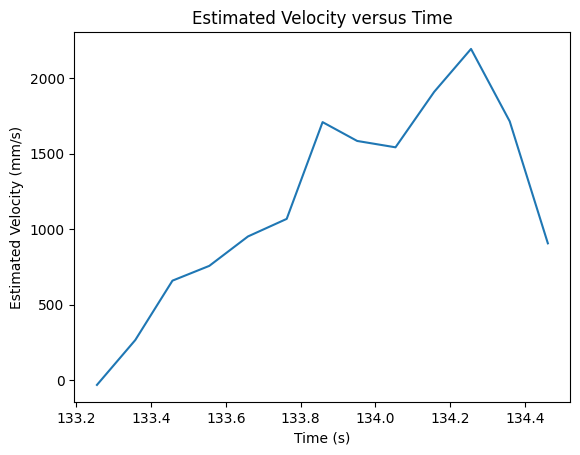 Estimated Velocity versus Time
Estimated Velocity (mm/s)
2000
1500
1000
500
0
133.2 133.4 133.6 133.8 134.0 134.2 134.4
Time (s)